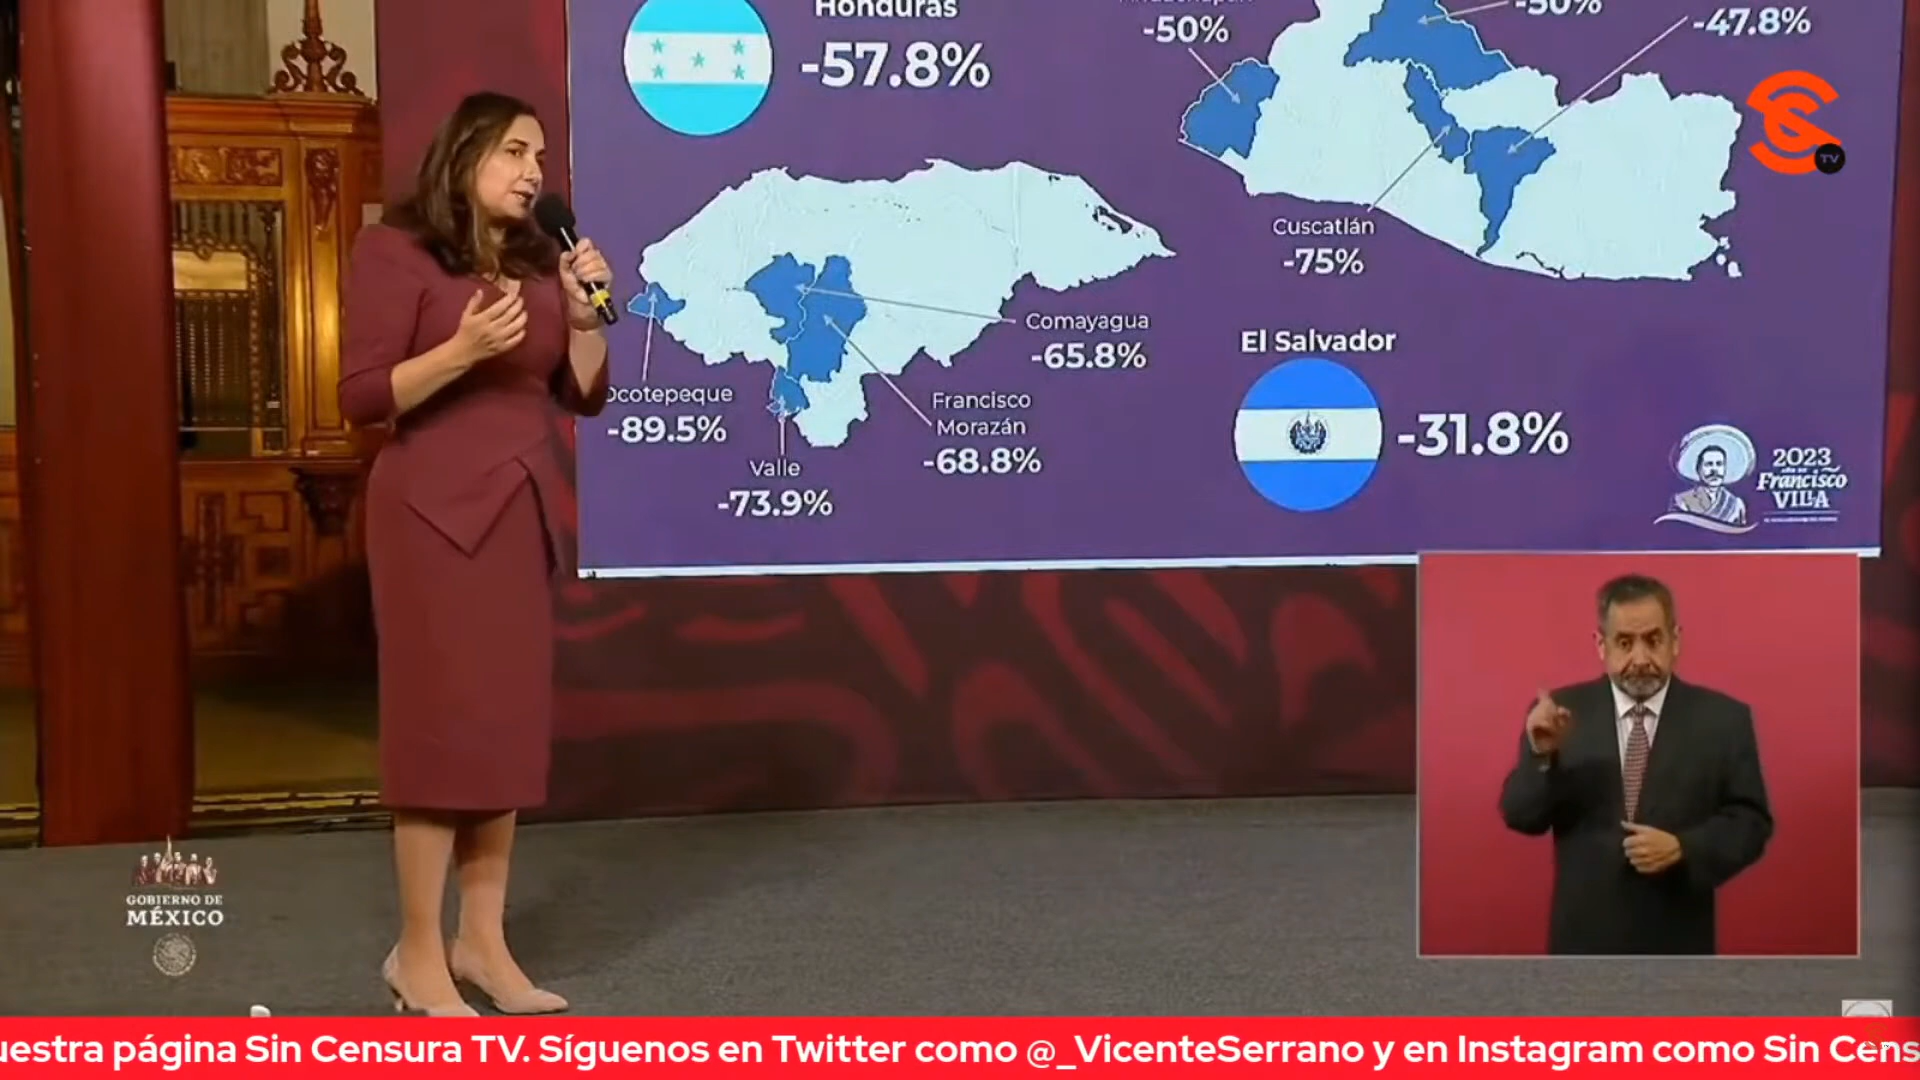 Honduras
-57.8%
-50%
-50%
-47.8%
TV
Cuscatlán
-75%
Comayagua
-65.8%
Ocotepeque
-89.5%
Francisco
Morazán
-68.8%
Valle
-73.9%
El Salvador
-31.8%
2023
Francisco
VILLA
GOBIERNO DE
MÉXICO
uestra página Sin Censura TV. Síguenos en Twitter como @_VicenteSerrano y en Instagram como Sin Cens